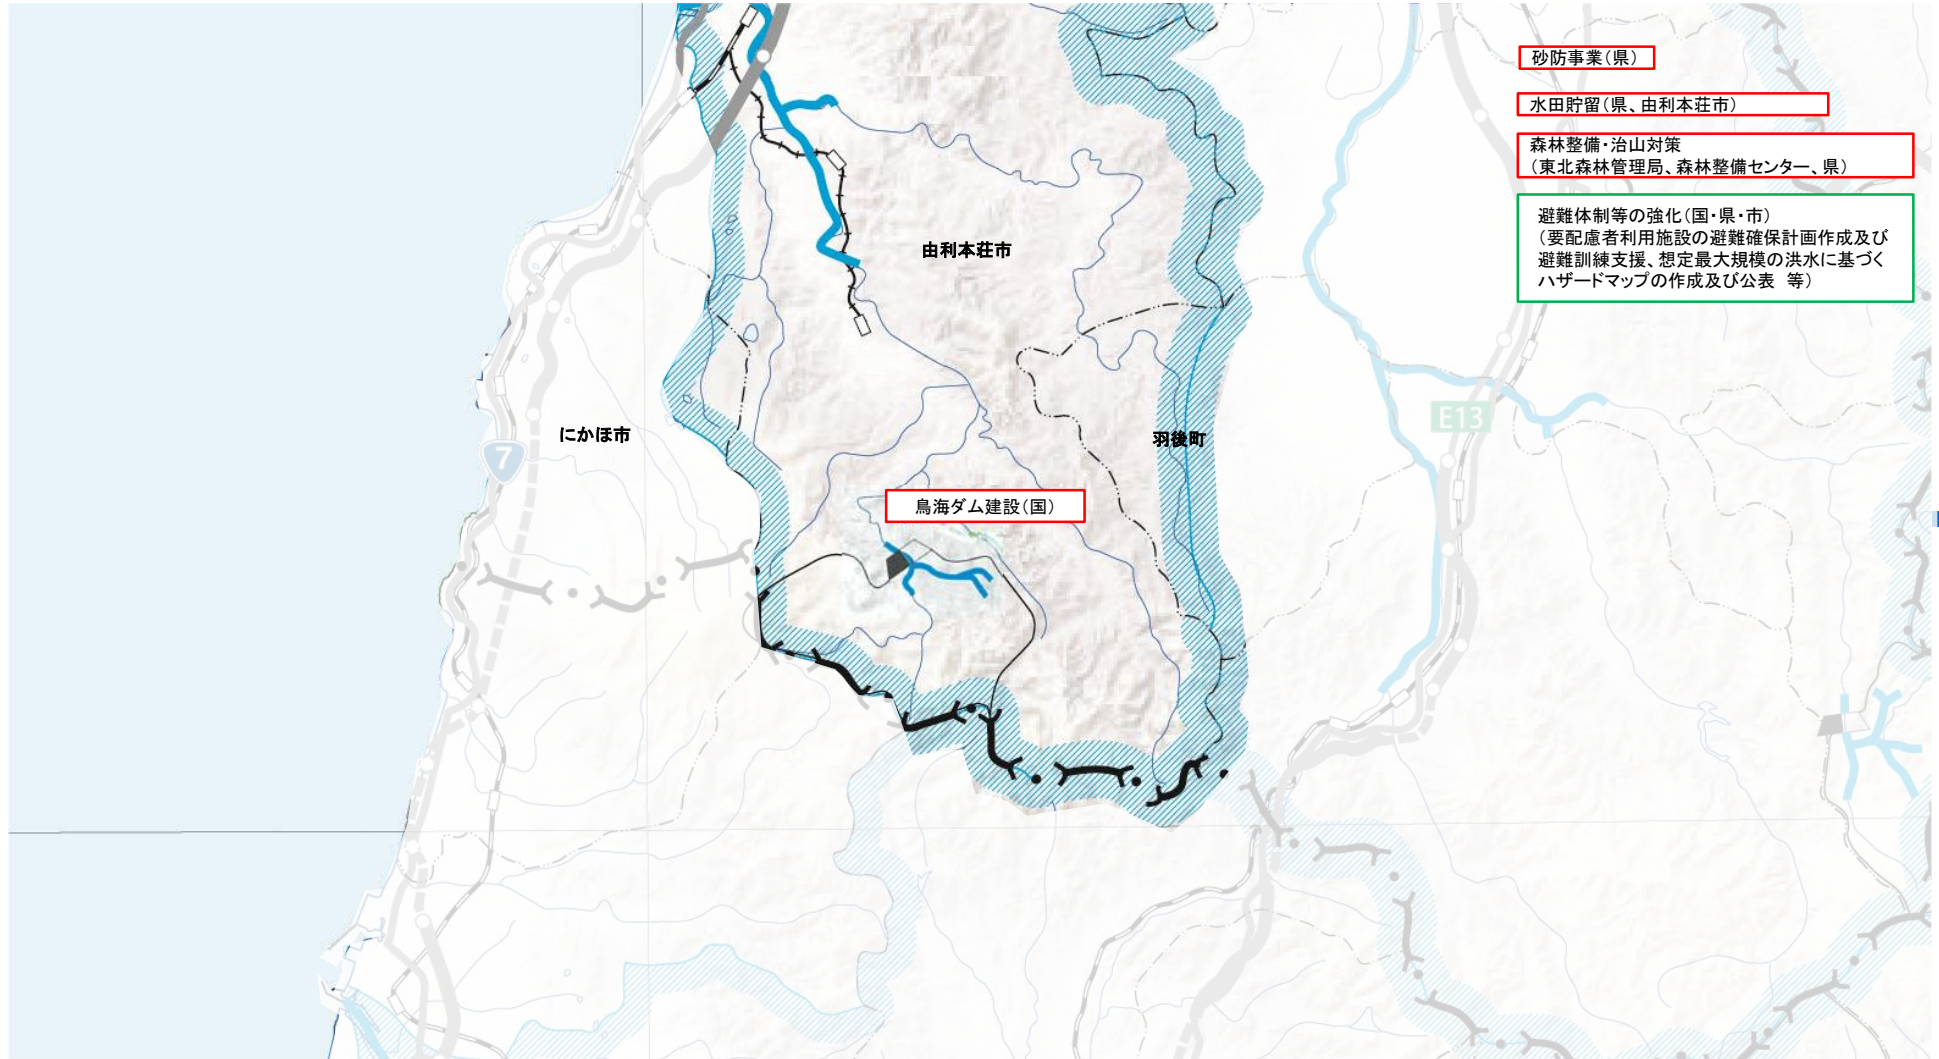 砂防事業(県)
水田貯留(県、由利本荘市)
森林整備・治山対策
(東北森林管理局、森林整備センター、県)
避難体制等の強化(国・県・市)
(要配慮者利用施設の避難確保計画作成及び
避難訓練支援、想定最大規模の洪水に基づく
ハザードマップの作成及び公表 等)
由利本荘市
にかほ市
羽後町
E13
7
鳥海ダム建設(国)